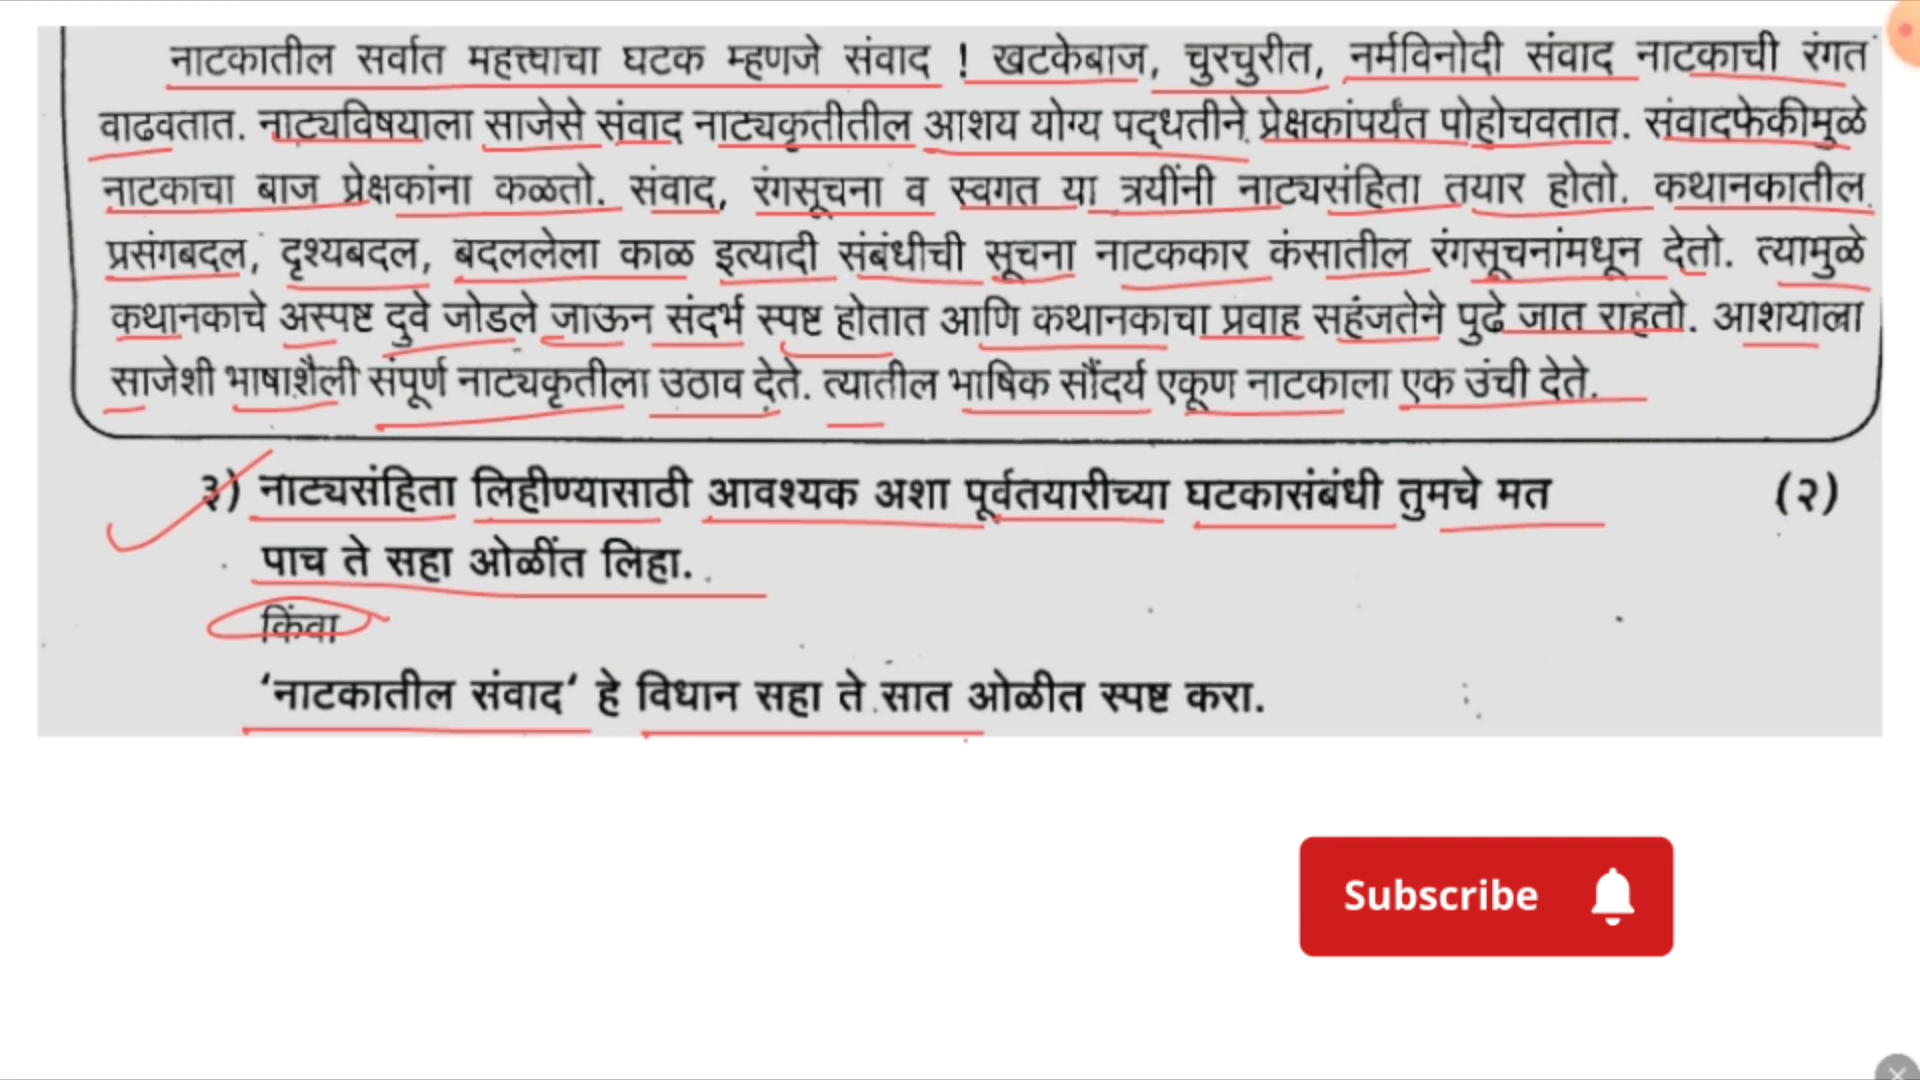 नाटकातील सर्वात महत्त्वाचा घटक म्हणजे संवाद ! खटकेबाज, चुरचुरीत, नर्मविनोदी संवाद नाटकाची रंगत
वाढवतात. नाट्यविषयाला साजेसे संवाद नाट्यकृतीतील आशय योग्य पद्धतीने प्रेक्षकांपर्यंत पोहोचवतात. संवादफेकीमुळे
नाटकाचा बाज प्रेक्षकांना कळतो. संवाद, रंगसूचना व स्वगत या त्रयींनी नाट्यसंहिता तयार होतो. कथानकातील
प्रसंगबदल, दृश्यबदल, बदललेला काळ इत्यादी संबंधीची सूचना नाटककार कंसातील रंगसूचनांमधून देतो. त्यामुळे
कथानकाचे अस्पष्ट दुवे जोडले जाऊन संदर्भ स्पष्ट होतात आणि कथानकाचा प्रवाह सहजतेने पुढे जात राहतो. आशयाला
साजेशी भाषाशैली संपूर्ण नाट्यकृतीला उठाव देते. त्यातील भाषिक सौंदर्य एकूण नाटकाला एक उंची देते.
३) नाट्यसंहिता लिहीण्यासाठी आवश्यक अशा पूर्वतयारीच्या घटकासंबंधी तुमचे मत (२)
पाच ते सहा ओळींत लिहा.
किंवा
‘नाटकातील संवाद‘ हे विधान सहा ते सात ओळीत स्पष्ट करा.
Subscribe